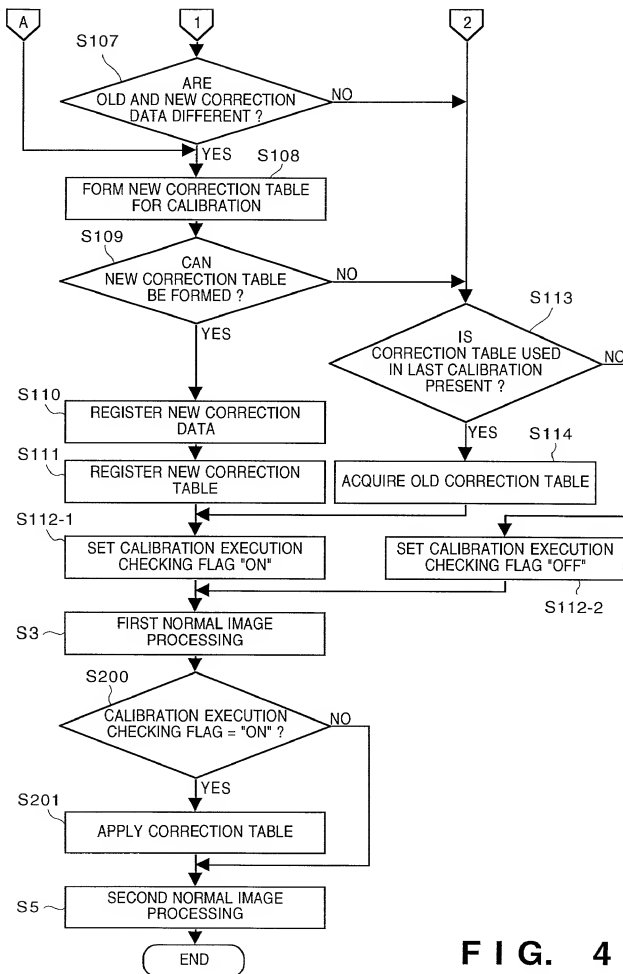 A
1
2
S107
ARE
OLD AND NEW CORRECTION
DATA DIFFERENT ?
NO
YES
S108
FORM NEW CORRECTION TABLE
FOR CALIBRATION
S109
CAN
NEW CORRECTION TABLE
BE FORMED ?
NO
YES
S113
IS
CORRECTION TABLE USED
IN LAST CALIBRATION
PRESENT ?
NO
YES
S110
REGISTER NEW CORRECTION
DATA
S111
REGISTER NEW CORRECTION
TABLE
S114
ACQUIRE OLD CORRECTION TABLE
S112-1
SET CALIBRATION EXECUTION
CHECKING FLAG "ON"
SET CALIBRATION EXECUTION
CHECKING FLAG "OFF"
S112-2
S3
FIRST NORMAL IMAGE
PROCESSING
S200
CALIBRATION EXECUTION
CHECKING FLAG = "ON" ?
NO
YES
S201
APPLY CORRECTION TABLE
S5
SECOND NORMAL IMAGE
PROCESSING
END
FIG. 4